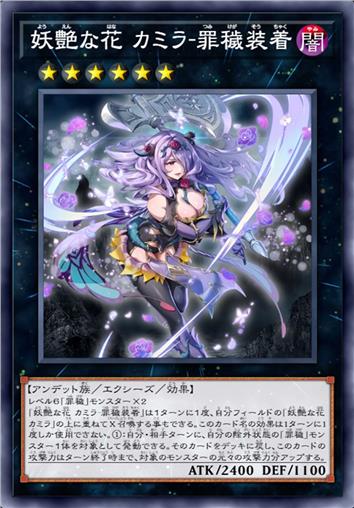 妖艶な花 カミラ-罪穢装着
闇
【アンデット族／エクシーズ／効果】
レベル6「罪穢」モンスター×2
「妖艶な花 カミラ-罪穢装着」は1ターンに1度、自分フィールドの「妖艶な花
カミラ」の上に重ねてX召喚する事もできる。このカード名の効果は1ターンに1
度しか使用できない。①：自分・相手ターンに、自分の除外状態の「罪穢」モン
スター1体を対象として発動できる。そのカードをデッキに戻し、このカードの
攻撃力はターン終了時まで、対象のモンスターの元々の攻撃力分アップする。
ATK/2400 DEF/1100